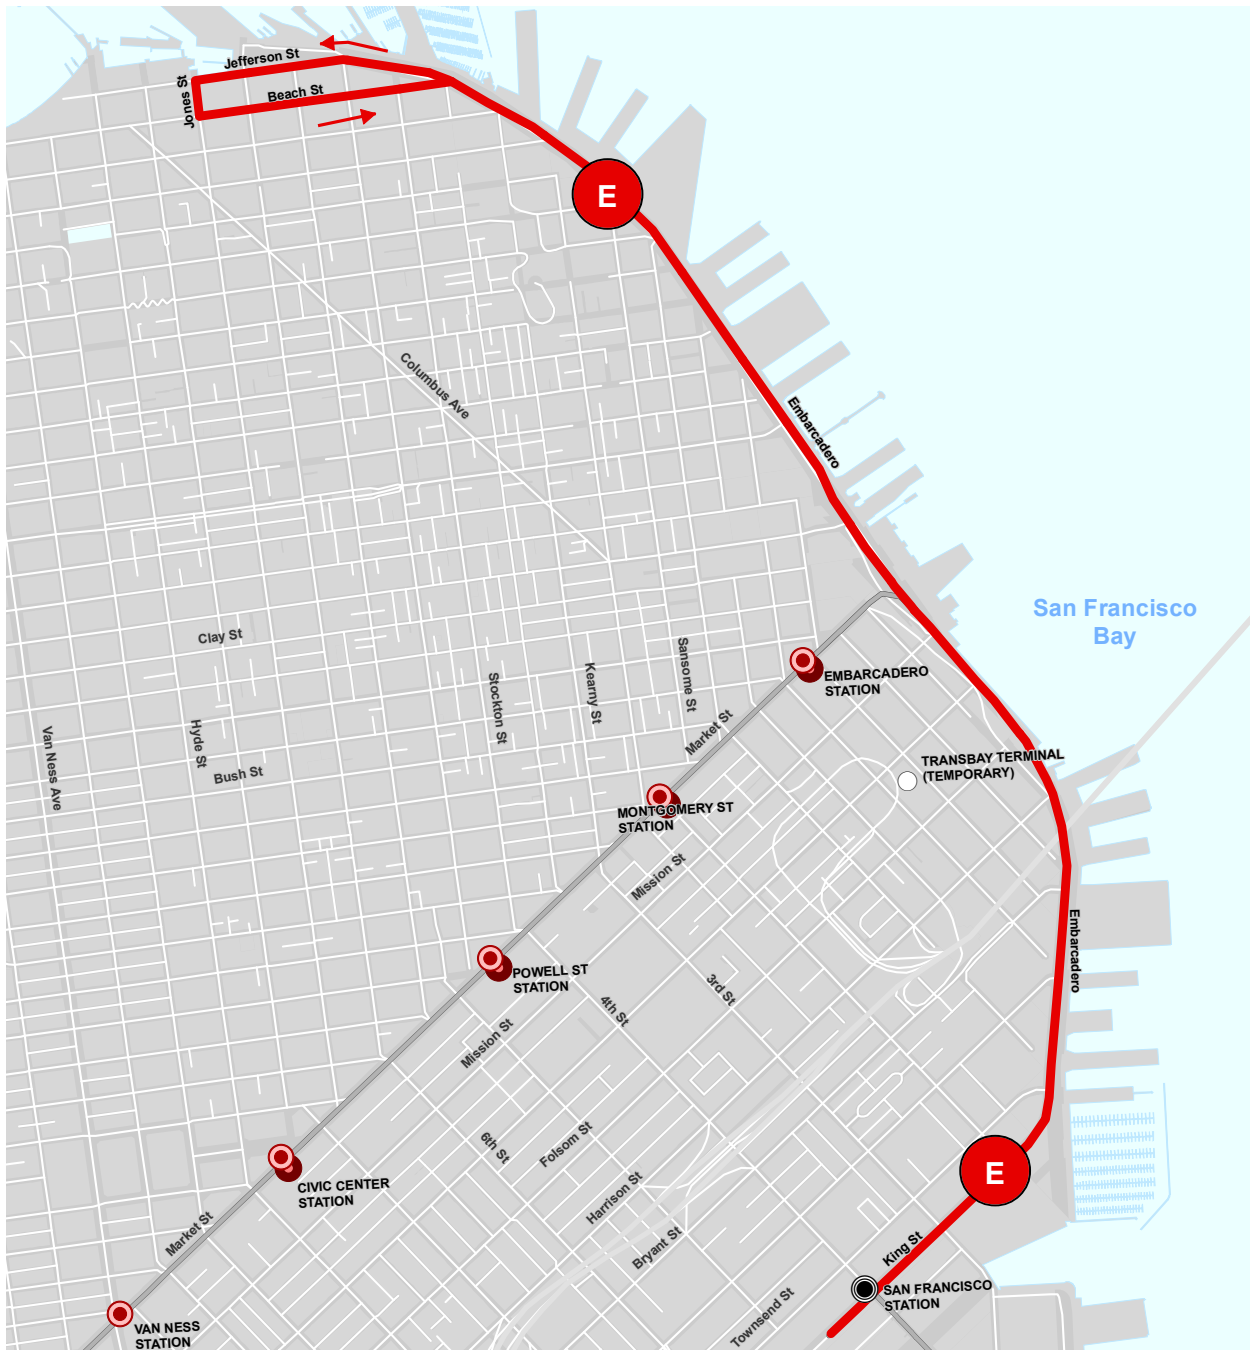 Jefferson St
Jones St
Beach St
E
Columbus Ave
Embarcadero
San Francisco
Bay
Clay St
Sansome St
Kearny St
Stockton St
EMBARCADERO
STATION
Van Ness Ave
Hyde St
Market St
Bush St
TRANSBAY TERMINAL
(TEMPORARY)
MONTGOMERY ST
STATION
Mission St
Embarcadero
POWELL ST
STATION
3rd St
4th St
Mission St
6th St
Folsom St
E
CIVIC CENTER
STATION
Harrison St
Market St
Bryant St
King St
SAN FRANCISCO
STATION
Townsend St
VAN NESS
STATION